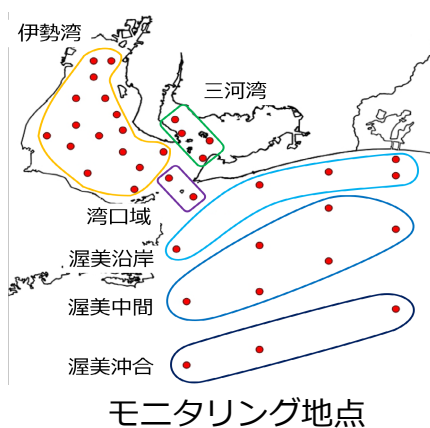 伊勢湾
三河湾
湾口域
渥美沿岸
渥美中間
渥美沖合
モニタリング地点